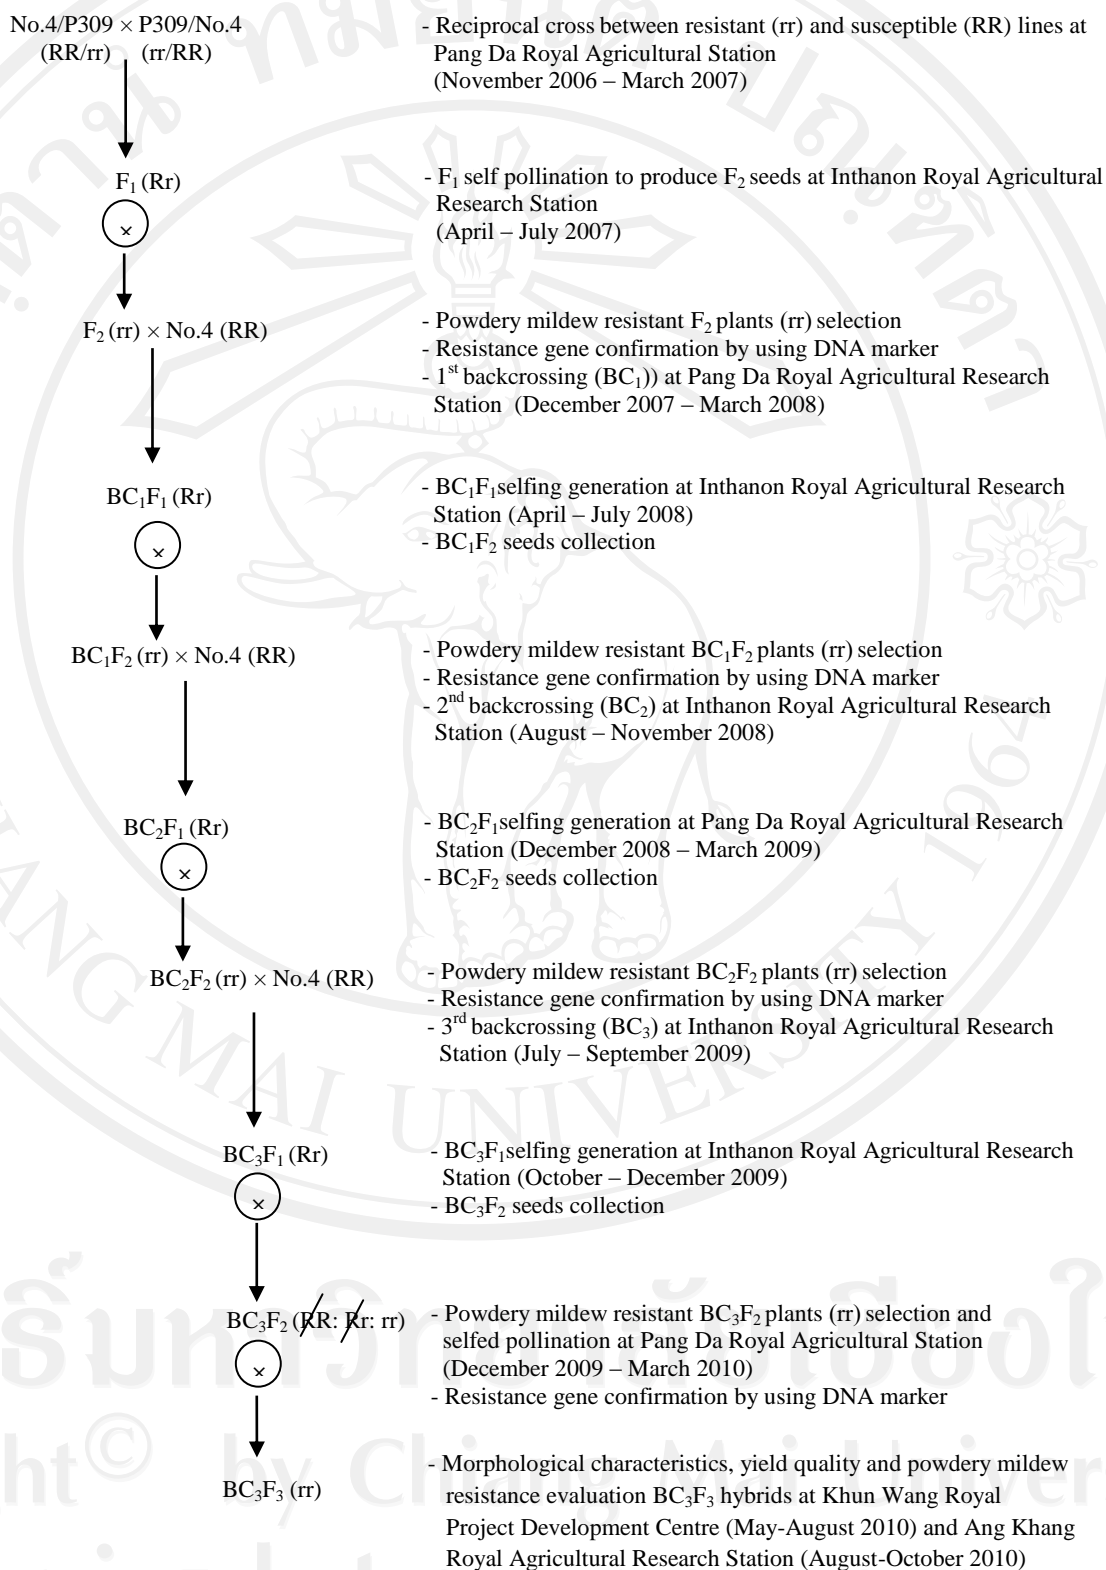 No.4/P309 × P309/No.4
(RR/rr) (rr/RR)
- Reciprocal cross between resistant (rr) and susceptible (RR) lines at
Pang Da Royal Agricultural Station
(November 2006 – March 2007)
F1 (Rr)
×
- F1 self pollination to produce F2 seeds at Inthanon Royal Agricultural
Research Station
(April – July 2007)
F2 (rr) × No.4 (RR)
- Powdery mildew resistant F2 plants (rr) selection
- Resistance gene confirmation by using DNA marker
- 1st backcrossing (BC1)) at Pang Da Royal Agricultural Research
Station (December 2007 – March 2008)
BC1F1 (Rr)
×
- BC1F1selfing generation at Inthanon Royal Agricultural Research
Station (April – July 2008)
- BC1F2 seeds collection
BC1F2 (rr) × No.4 (RR)
- Powdery mildew resistant BC1F2 plants (rr) selection
- Resistance gene confirmation by using DNA marker
- 2nd backcrossing (BC2) at Inthanon Royal Agricultural Research
Station (August – November 2008)
BC2F1 (Rr)
×
- BC2F1selfing generation at Pang Da Royal Agricultural Research
Station (December 2008 – March 2009)
- BC2F2 seeds collection
BC2F2 (rr) × No.4 (RR)
- Powdery mildew resistant BC2F2 plants (rr) selection
- Resistance gene confirmation by using DNA marker
- 3rd backcrossing (BC3) at Inthanon Royal Agricultural Research
Station (July – September 2009)
BC3F1 (Rr)
×
- BC3F1selfing generation at Inthanon Royal Agricultural Research
Station (October – December 2009)
- BC3F2 seeds collection
BC3F2 (RR: Rr: rr)
×
- Powdery mildew resistant BC3F2 plants (rr) selection and
selfed pollination at Pang Da Royal Agricultural Station
(December 2009 – March 2010)
- Resistance gene confirmation by using DNA marker
BC3F3 (rr)
- Morphological characteristics, yield quality and powdery mildew
resistance evaluation BC3F3 hybrids at Khun Wang Royal
Project Development Centre (May-August 2010) and Ang Khang
Royal Agricultural Research Station (August-October 2010)
ANG MAI UNIVERSITY 1964
ht© by Chiang Mai Univer